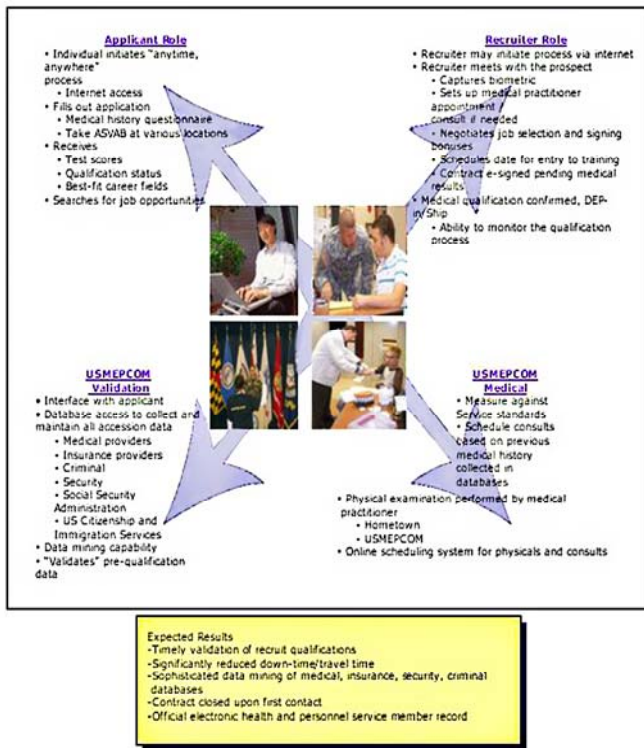 Applicant Role
• Individual initiates "anytime,
anywhere"
process
• Internet access
• Fills out application
• Medical history questionnaire
• Take ASVAB at various locations
• Receives
• Test scores
• Qualification status
• Best-fit career fields
• Searches for job opportunities
Recruiter Role
• Recruiter may initiate process via internet
• Recruiter meets with the prospect
• Captures biometric
• Sets up medical practitioner
appointment /
consult if needed
• Negotiates job selection and signing
bonuses
• Schedules date for entry to training
• Contract e-signed pending medical
results
• Medical qualification confirmed, DEP-
in/Ship
• Ability to monitor the qualification
process
USMEPCOM
Validation
• Interface with applicant
• Database access to collect and
maintain all accession data
• Medical providers
• Insurance providers
• Criminal
• Security
• Social Security
Administration
• US Citizenship and
Immigration Services
• Data mining capability
• "Validates" pre-qualification
data
USMEPCOM
Medical
• Measure against
Service standards
• Schedule consults
based on previous
medical history
collected in
databases
• Physical examination performed by medical
practitioner
• Hometown
• USMEPCOM
• Online scheduling system for physicals and consults
Expected Results
-Timely validation of recruit qualifications
-Significantly reduced down-time/travel time
-Sophisticated data mining of medical, insurance, security, criminal
databases
-Contract closed upon first contact
-Official electronic health and personnel service member record